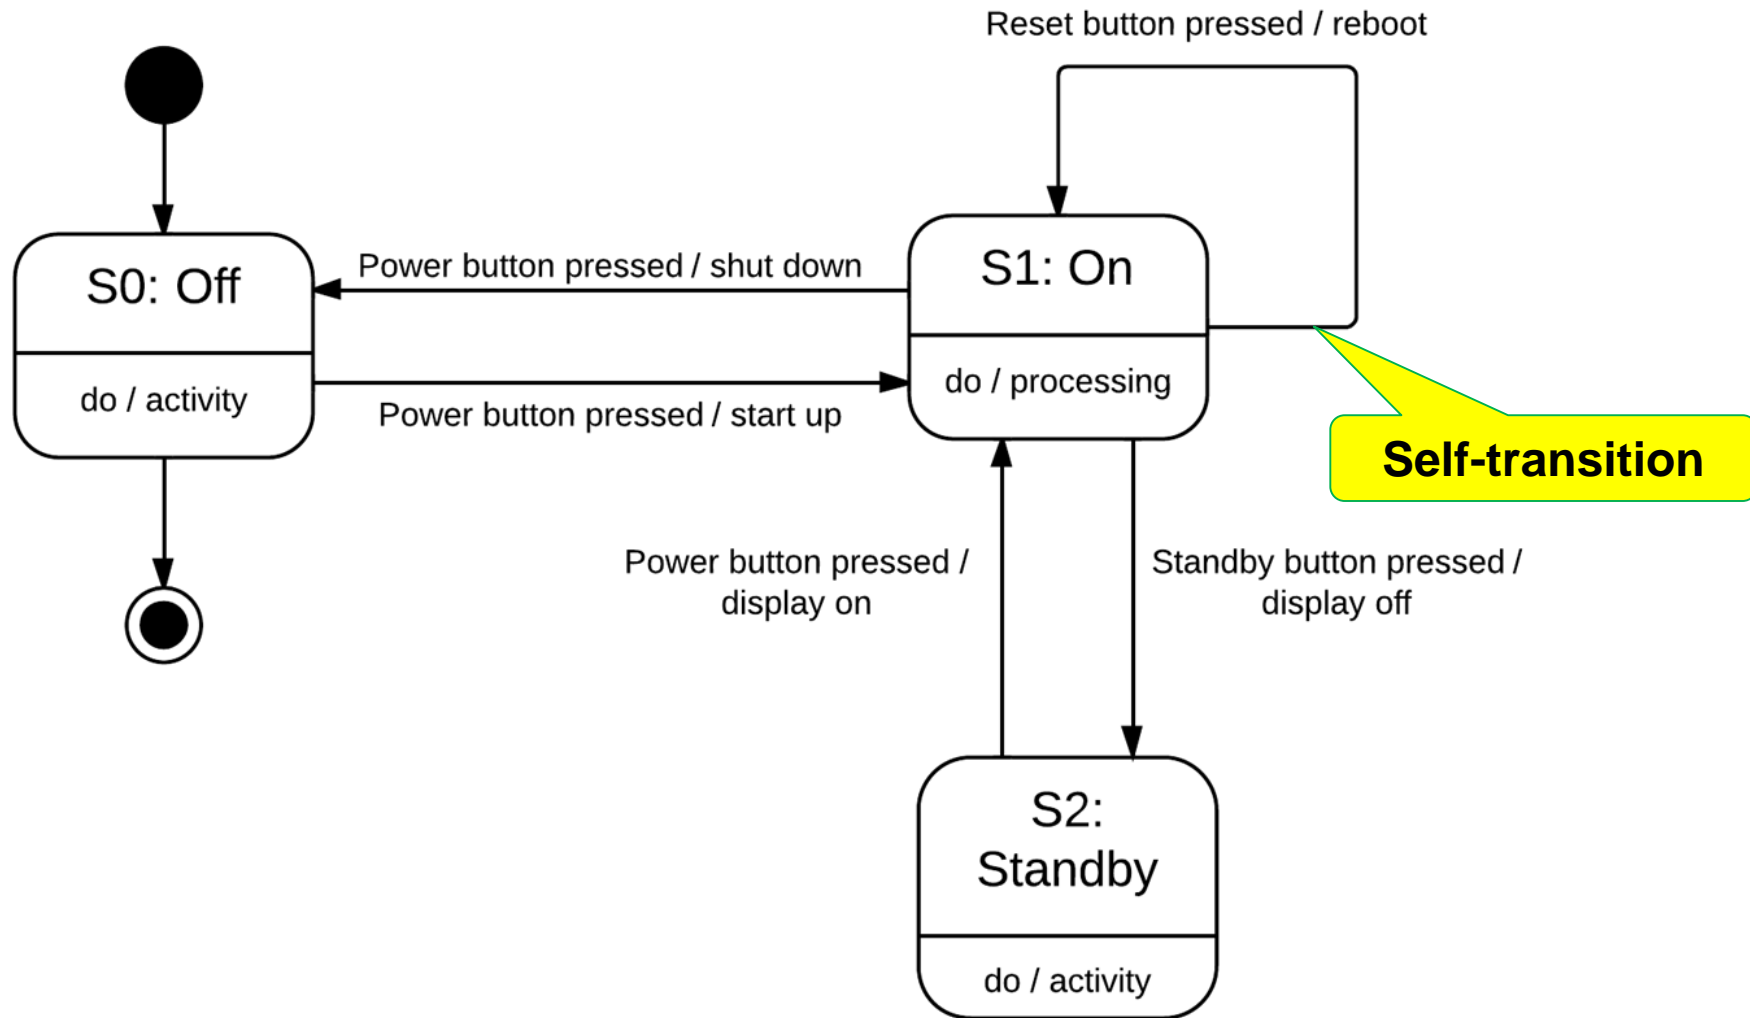 Reset button pressed / reboot
S0: Off
do / activity
Power button pressed / shut down
Power button pressed / start up
S1: On
do / processing
Self-transition
Power button pressed /
display on
Standby button pressed /
display off
S2:
Standby
do / activity